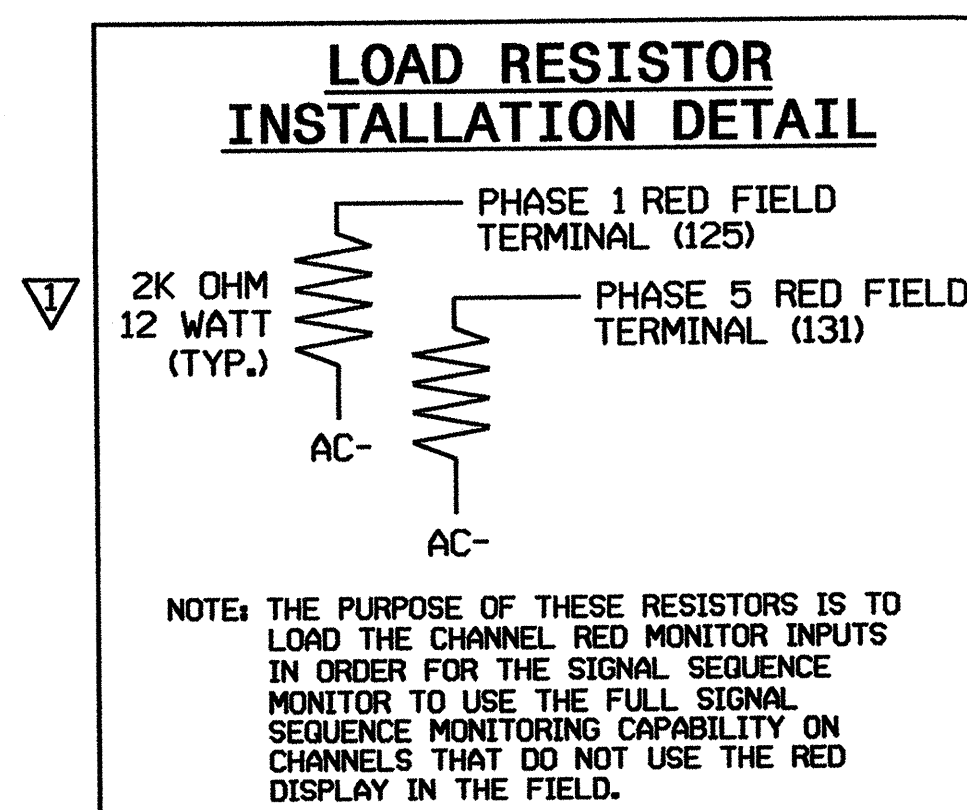 LOAD RESISTOR
INSTALLATION DETAIL
PHASE 1 RED FIELD
TERMINAL (125)
1
2K OHM
12 WATT
(TYP.)
PHASE 5 RED FIELD
TERMINAL (131)
AC-
AC-
NOTE: THE PURPOSE OF THESE RESISTORS IS TO
LOAD THE CHANNEL RED MONITOR INPUTS
IN ORDER FOR THE SIGNAL SEQUENCE
MONITOR TO USE THE FULL SIGNAL
SEQUENCE MONITORING CAPABILITY ON
CHANNELS THAT DO NOT USE THE RED
DISPLAY IN THE FIELD.